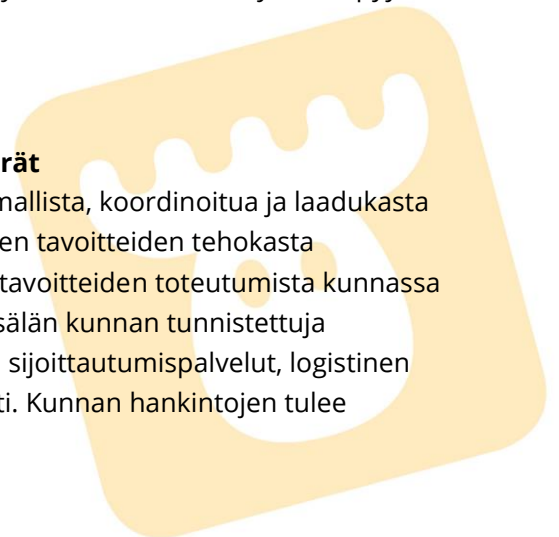 rät
mallista, koordinoitua ja laadukasta
en tavoitteiden tehokasta
tavoitteiden toteutumista kunnassa
sälän kunnan tunnistettuja
sijoittautumispalvelut, logistinen
ti. Kunnan hankintojen tulee